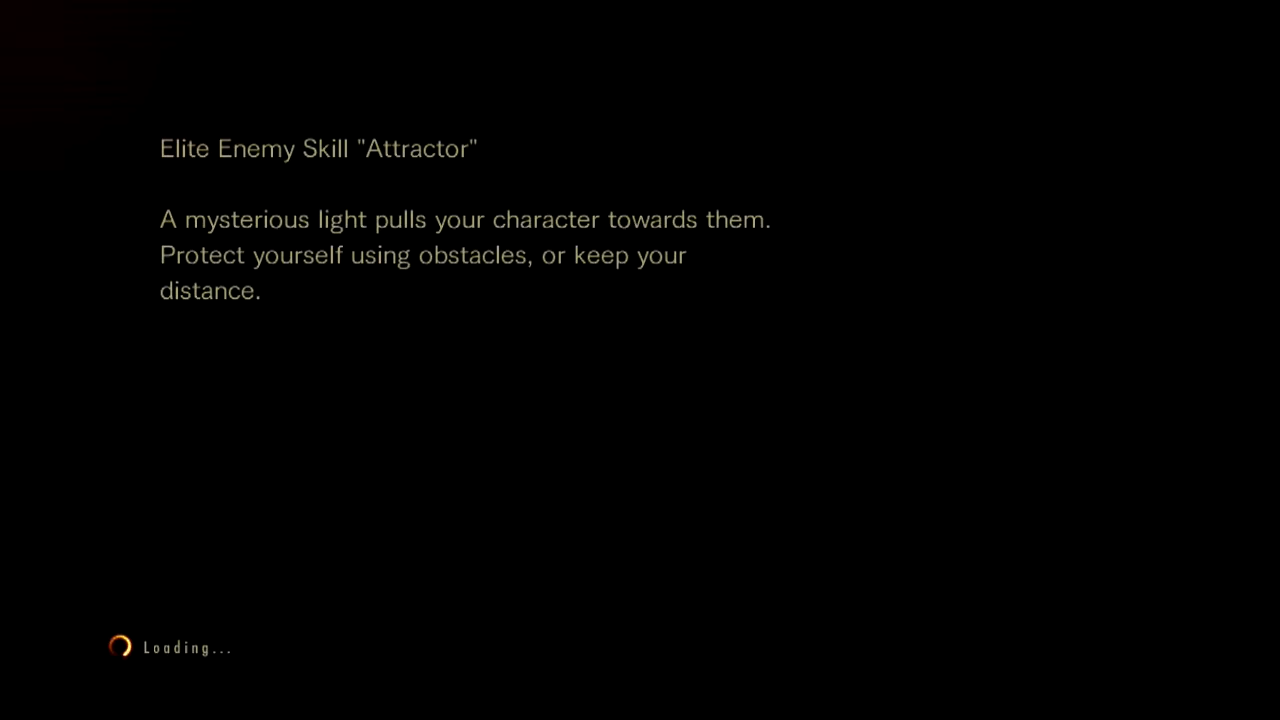 Elite Enemy Skill "Attractor"
A mysterious light pulls your character towards them.
Protect yourself using obstacles, or keep your
distance.
Loading...